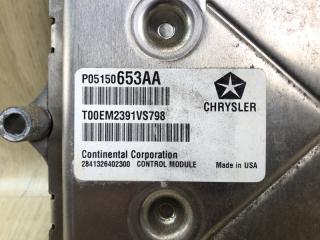 P05150653AA
CHRYSLER
T00EM2391VS798
Continental Corporation
2841326402300 CONTROL MODULE Made in USA